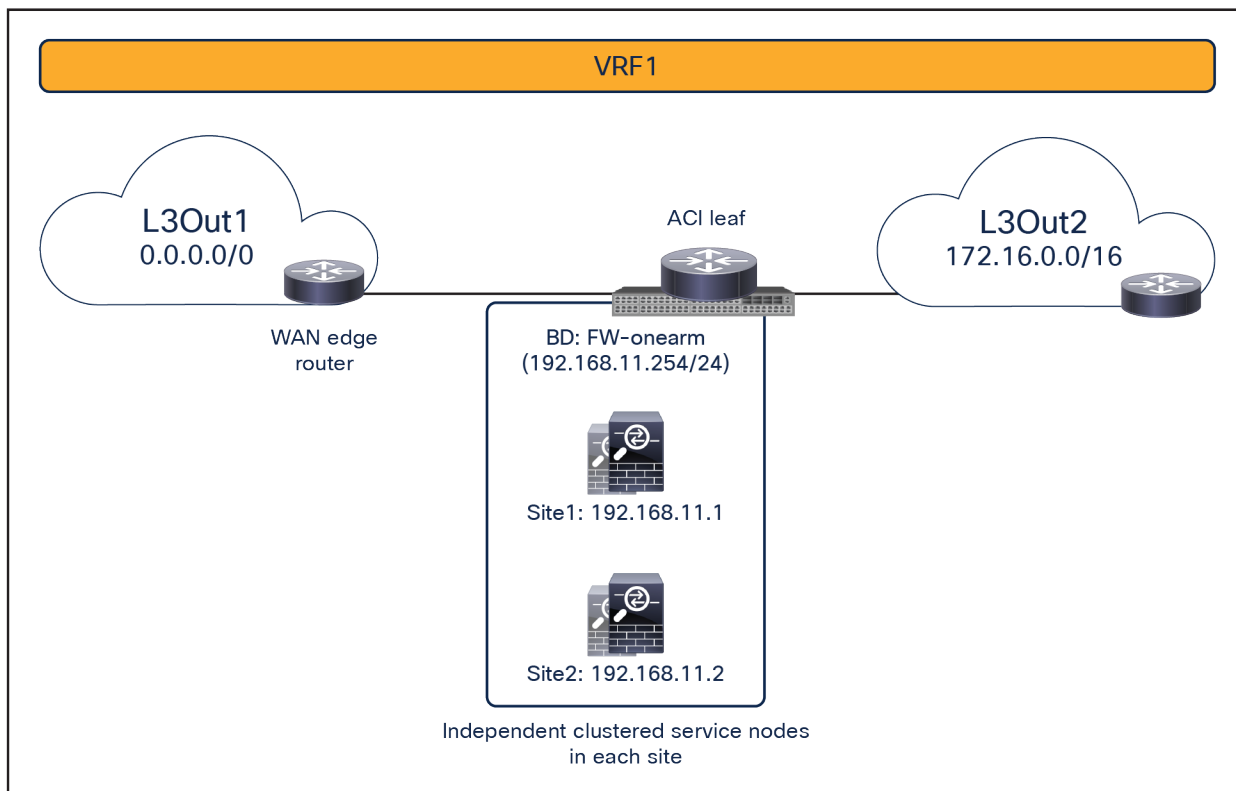 VRF1
L3Out1
0.0.0.0/0
WAN edge
router
ACI leaf
L3Out2
172.16.0.0/16
BD: FW-onearm
(192.168.11.254/24)
Site1: 192.168.11.1
Site2: 192.168.11.2
Independent clustered service nodes
in each site